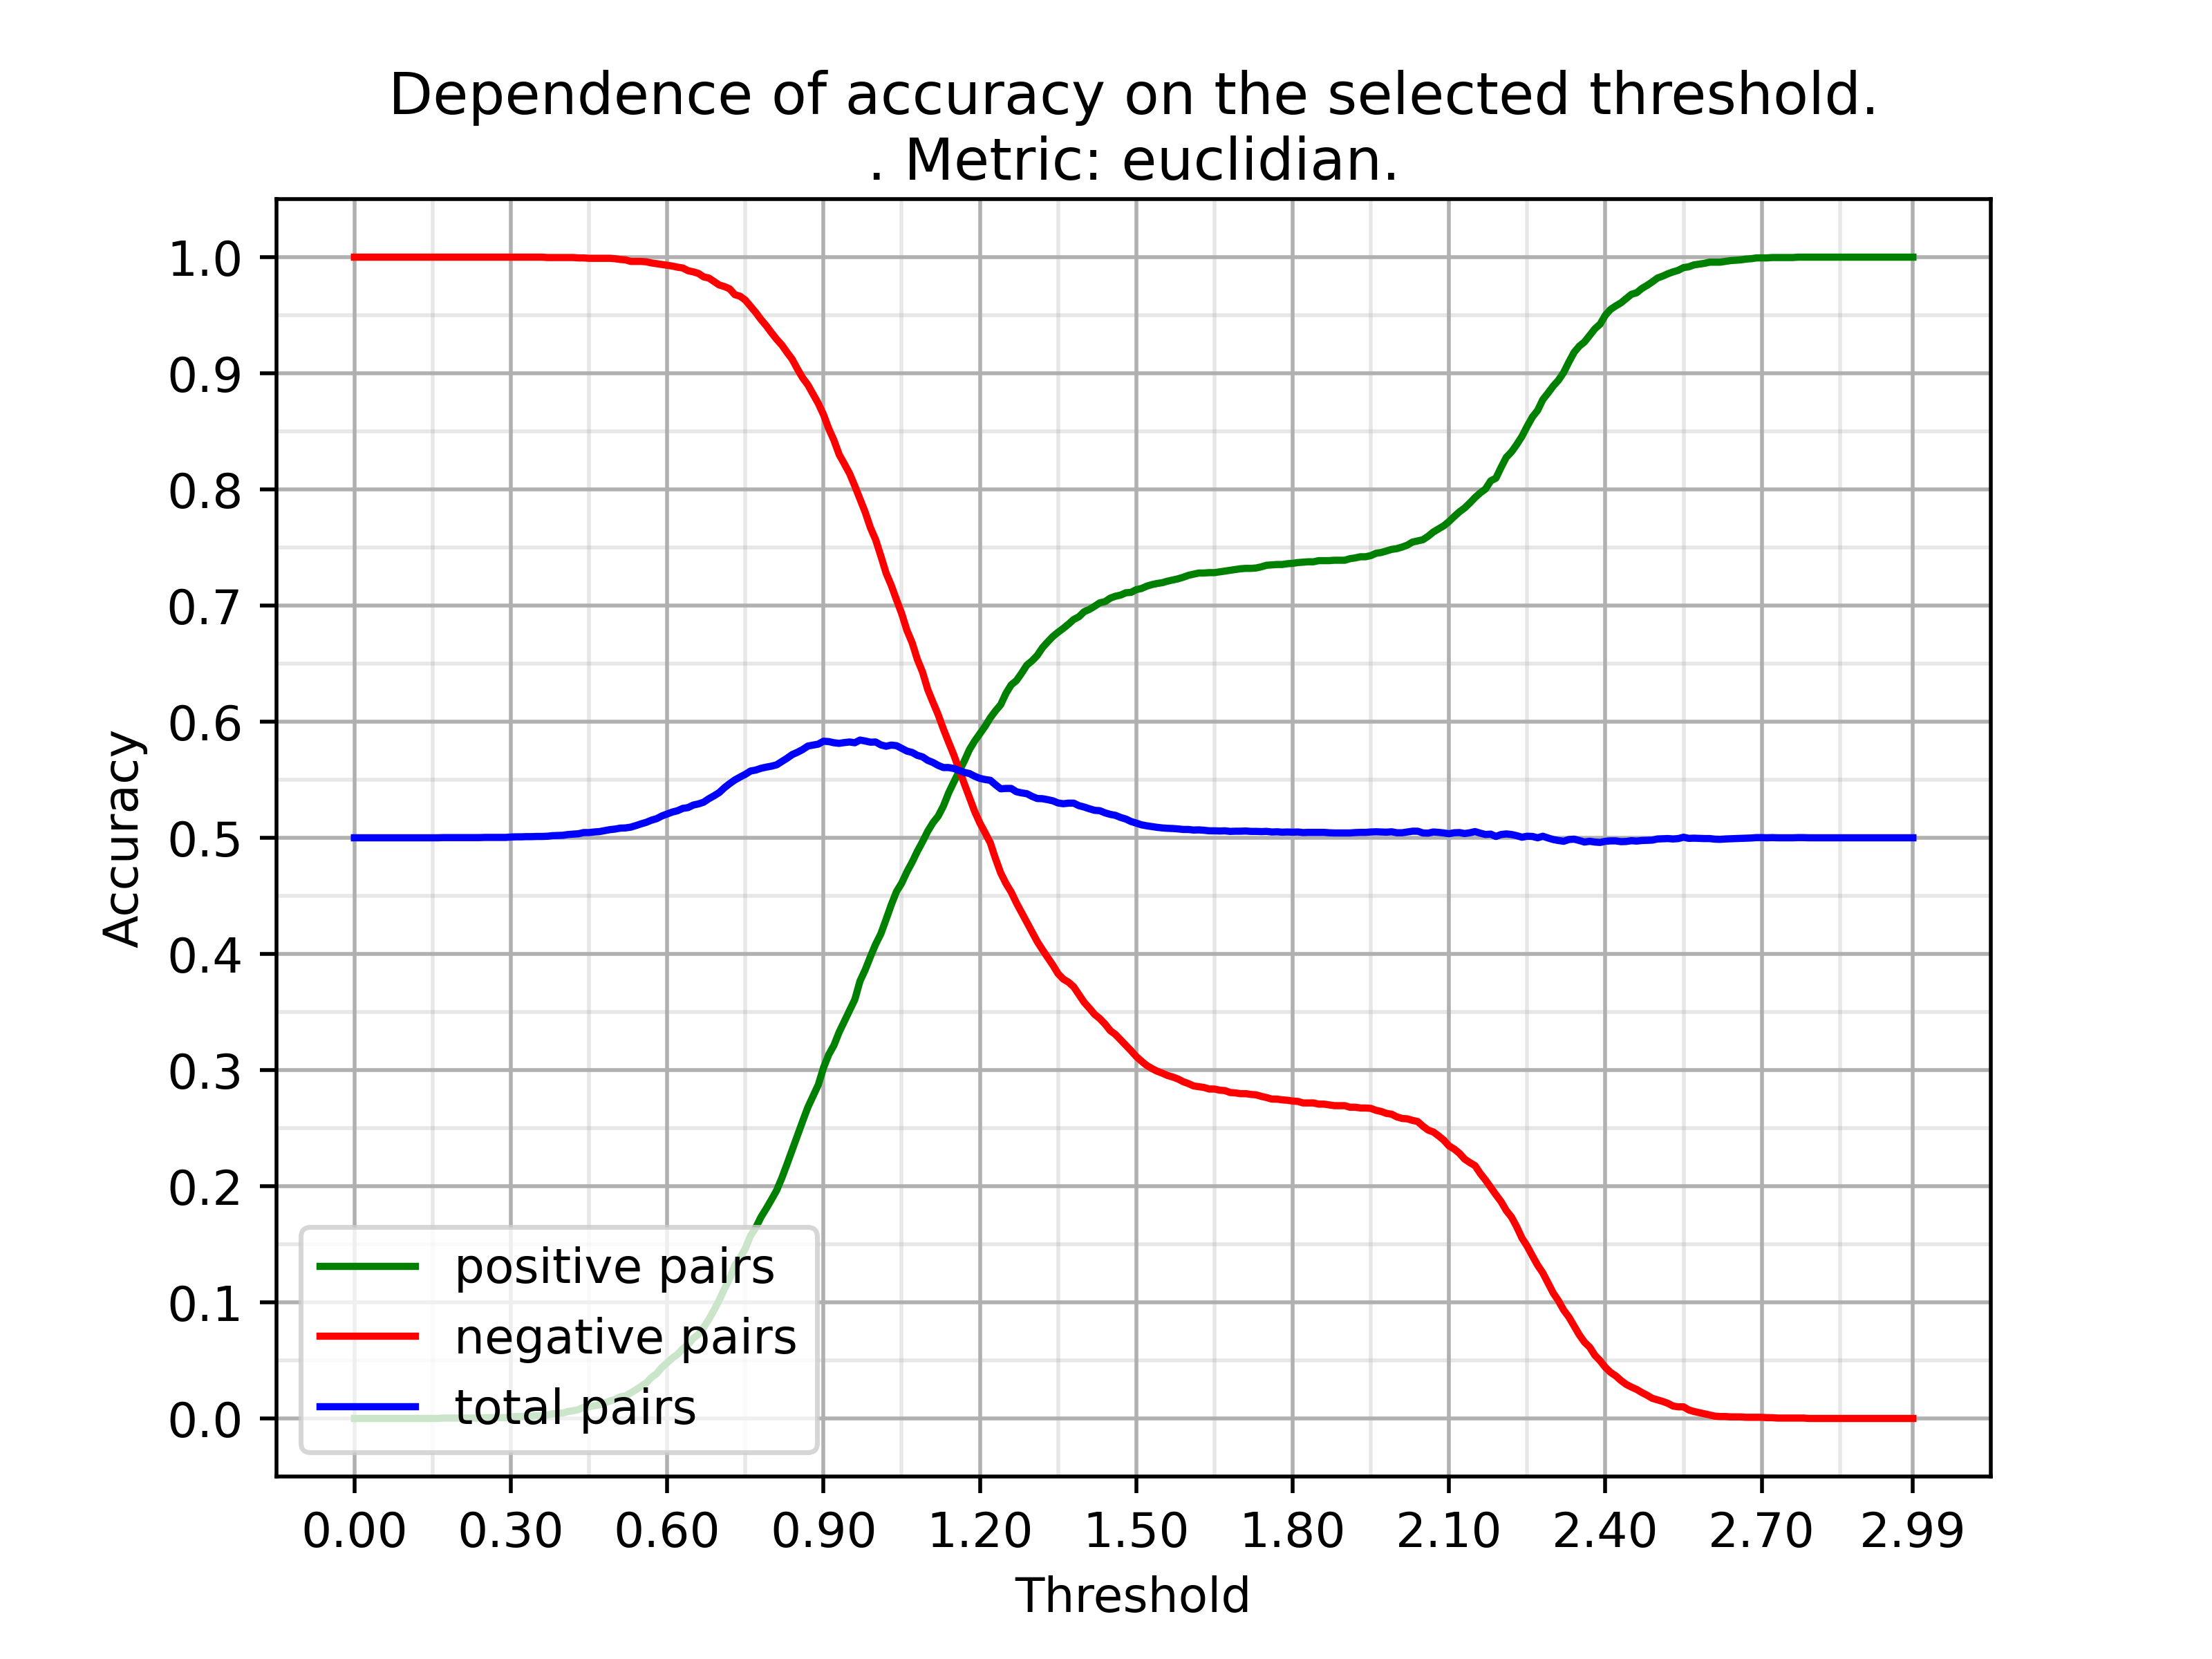 Dependence of accuracy on the selected threshold.
. Metric: euclidian.
1.0
0.9
0.8
0.7
0.6
0.5
0.4
0.3
0.2
0.1
0.0
Accuracy
positive pairs
negative pairs
total pairs
0.00 0.30 0.60 0.90 1.20 1.50 1.80 2.10 2.40 2.70 2.99
Threshold